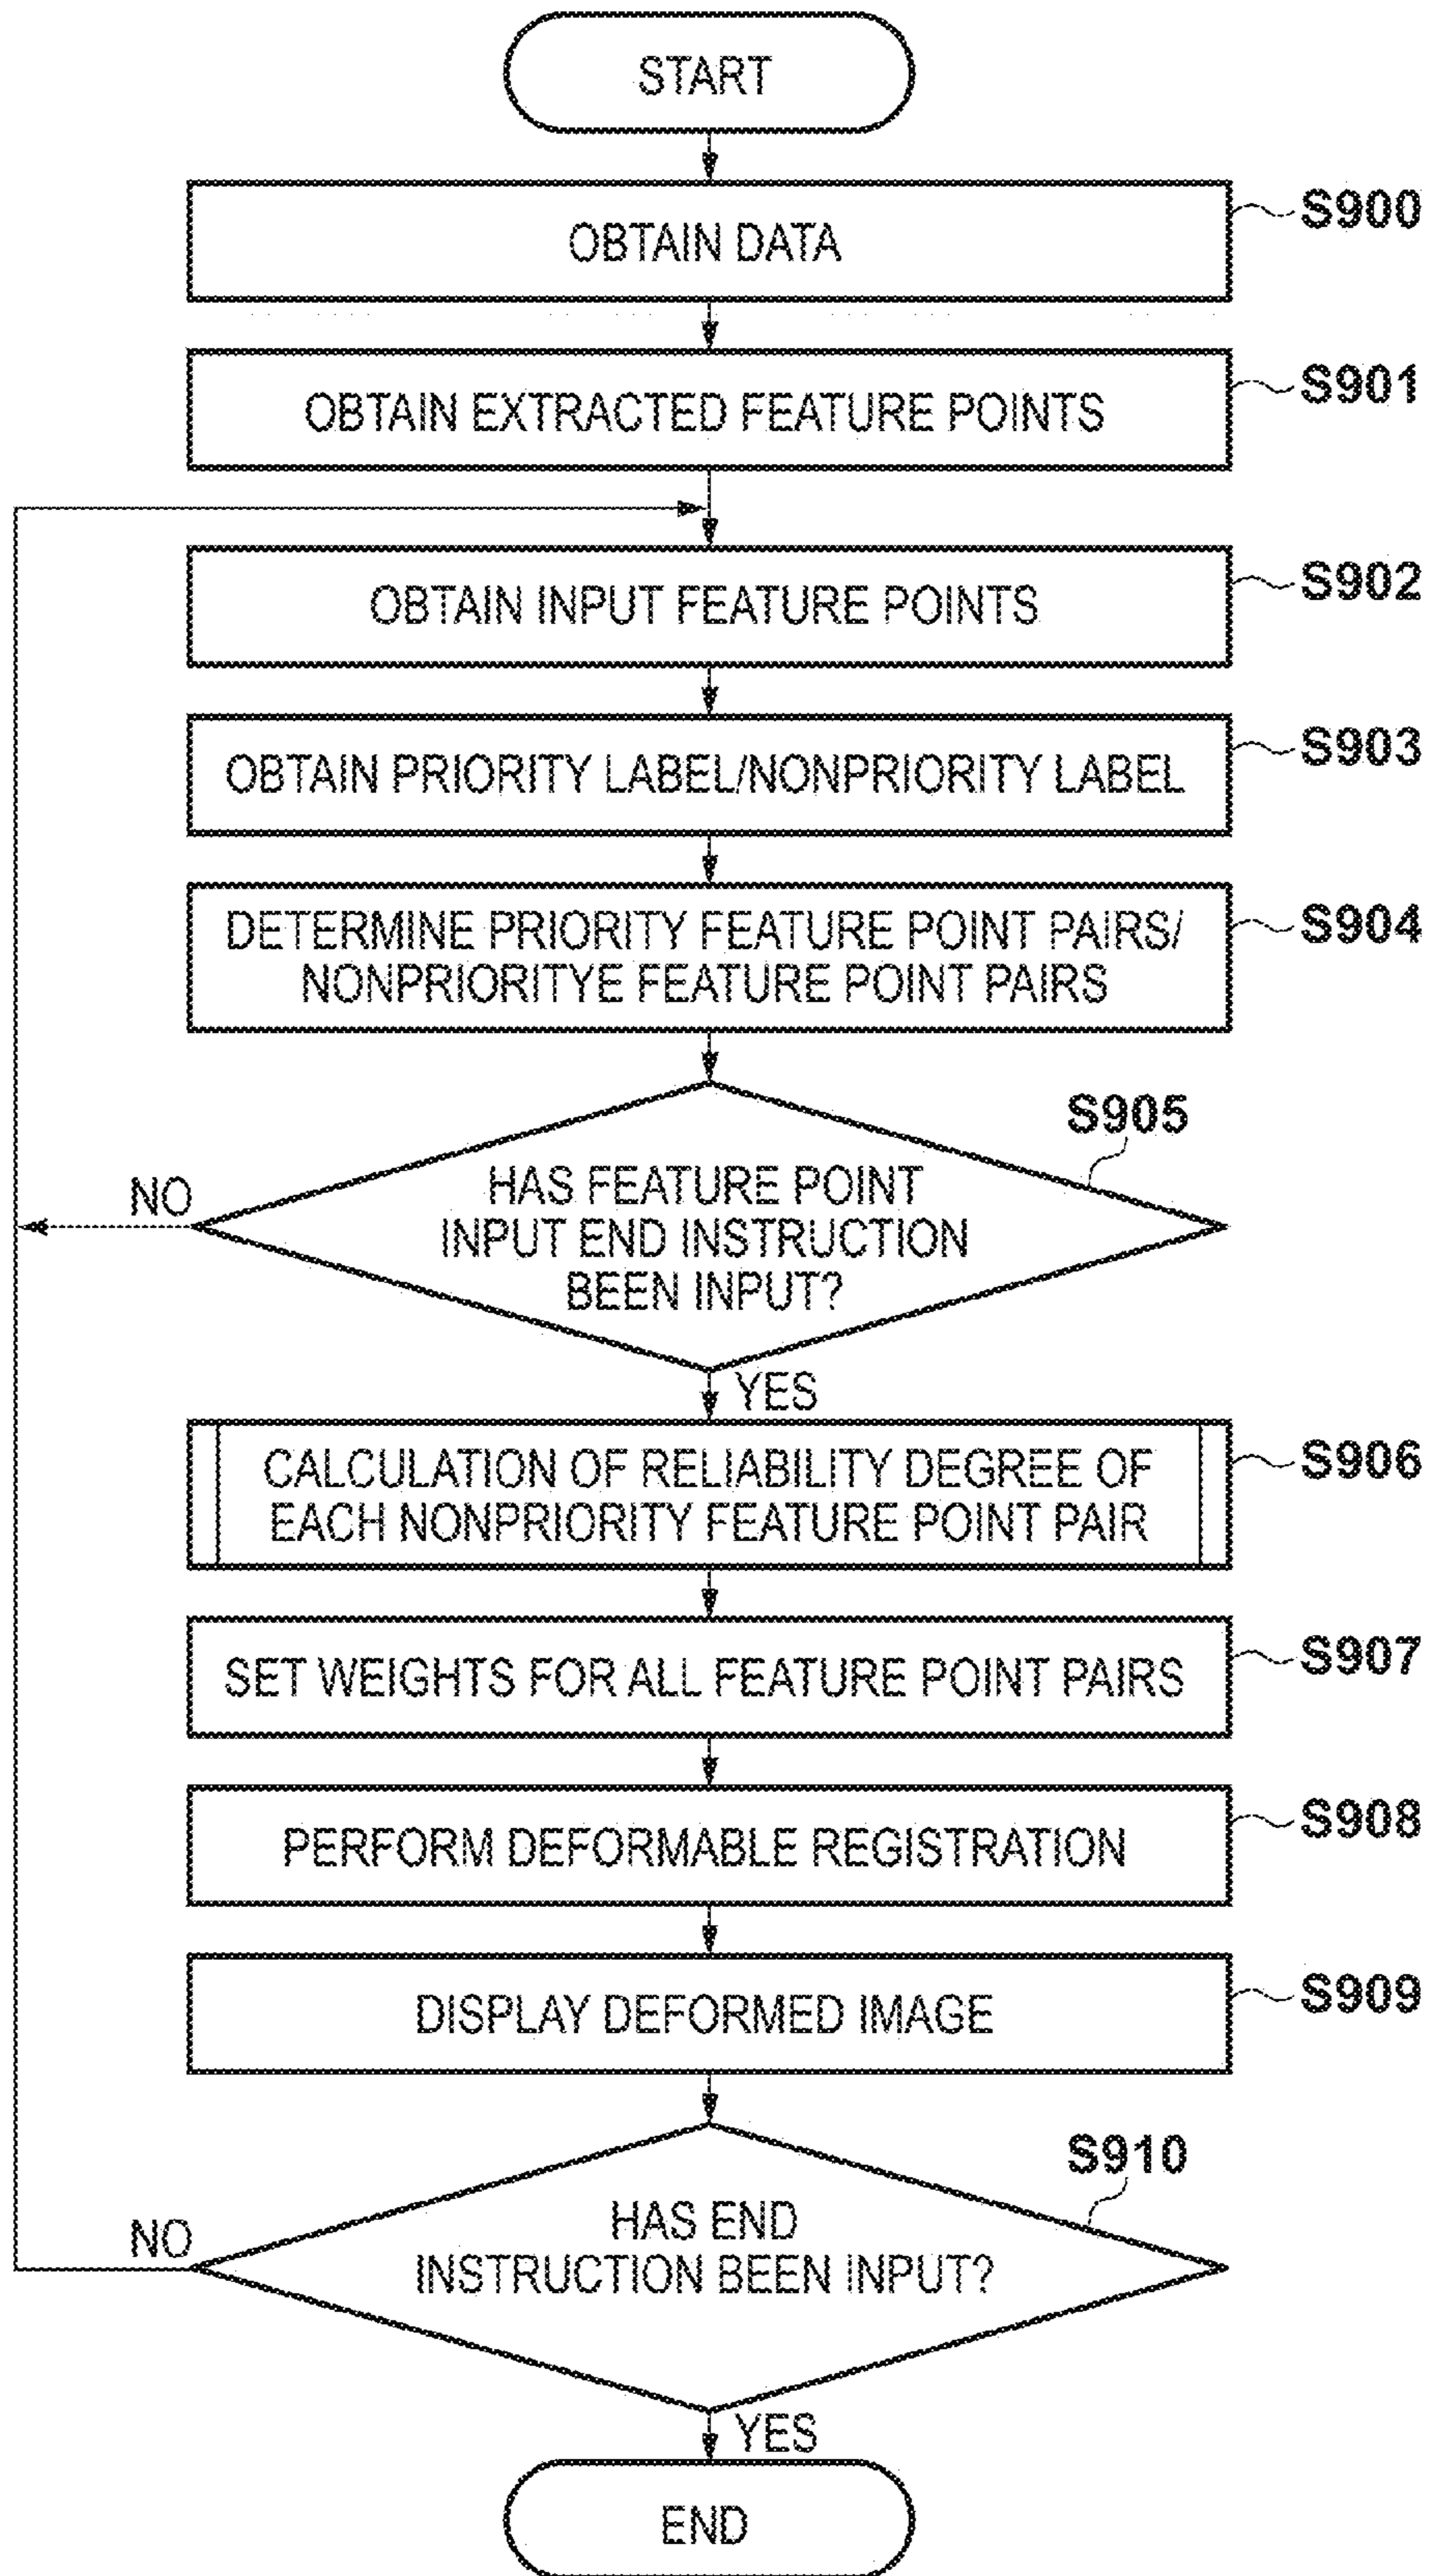 START
OBTAIN DATA
S900
OBTAIN EXTRACTED FEATURE POINTS
S901
OBTAIN INPUT FEATURE POINTS
S902
OBTAIN PRIORITY LABEL/NONPRIORITY LABEL
S903
DETERMINE PRIORITY FEATURE POINT PAIRS/
NONPRIORITYE FEATURE POINT PAIRS
S904
S905
HAS FEATURE POINT
INPUT END INSTRUCTION
BEEN INPUT?
NO
YES
CALCULATION OF RELIABILITY DEGREE OF
EACH NONPRIORITY FEATURE POINT PAIR
S906
SET WEIGHTS FOR ALL FEATURE POINT PAIRS
S907
PERFORM DEFORMABLE REGISTRATION
S908
DISPLAY DEFORMED IMAGE
S909
S910
HAS END
INSTRUCTION BEEN INPUT?
NO
YES
END